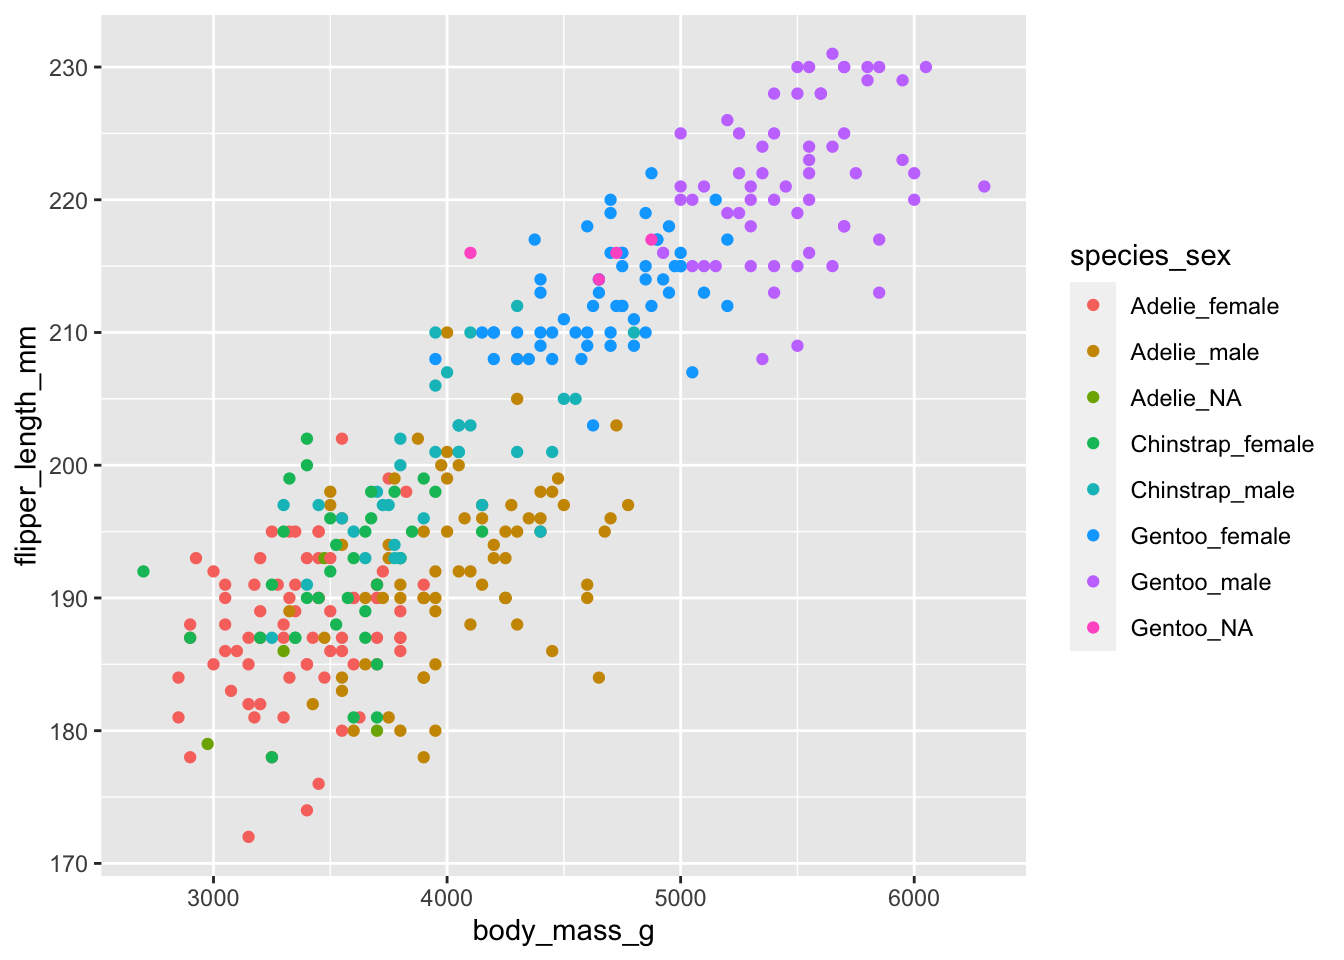 230
220
210
200
190
180
170
flipper_length_mm
3000
4000
5000
6000
body_mass_g
species_sex
Adelie_female
Adelie_male
Adelie_NA
Chinstrap_female
Chinstrap_male
Gentoo_female
Gentoo_male
Gentoo_NA